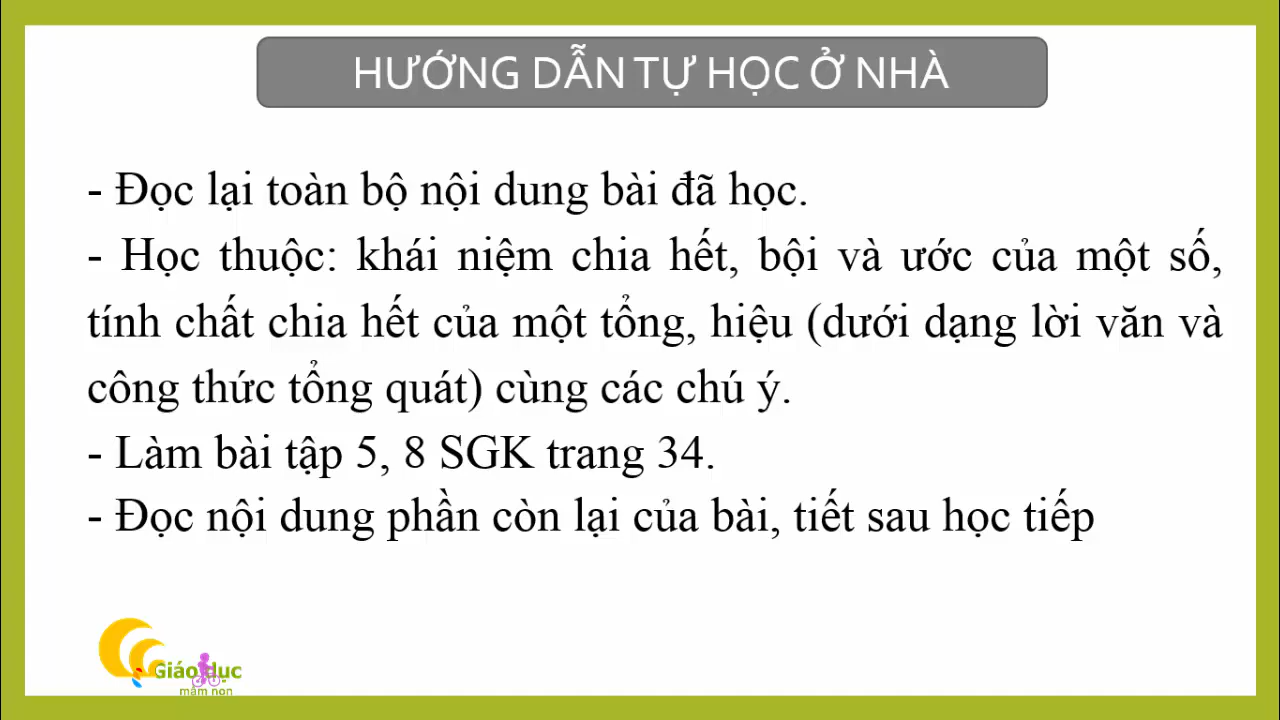 HƯỚNG DẪN TỰ HỌC Ở NHÀ
- Đọc lại toàn bộ nội dung bài đã học.
- Học thuộc: khái niệm chia hết, bội và ước của một số,
tính chất chia hết của một tổng, hiệu (dưới dạng lời văn và
công thức tổng quát) cùng các chú ý.
- Làm bài tập 5, 8 SGK trang 34.
- Đọc nội dung phần còn lại của bài, tiết sau học tiếp
Giáo dục
mầm non